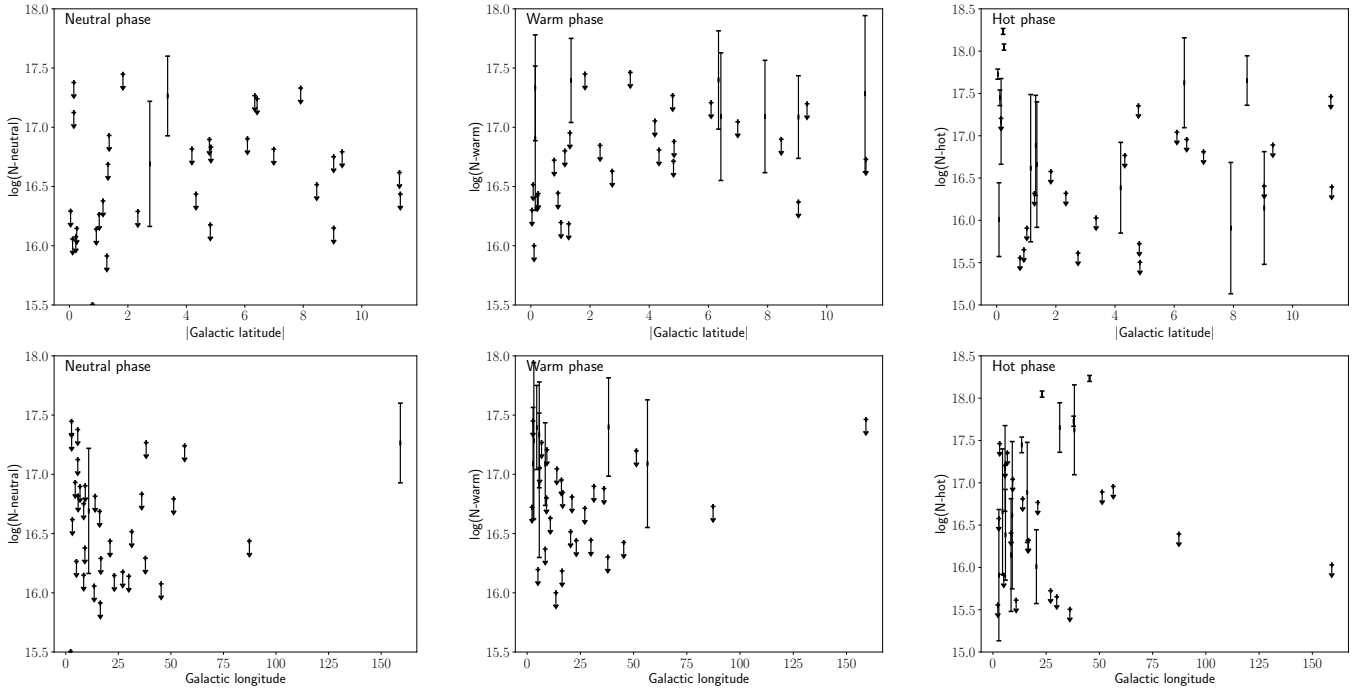 Neutral phase
18.0
17.5
17.0
16.5
16.0
15.5
log(N-neutral)
0 2 4 6 8 10
|Galactic latitude|
Warm phase
18.0
17.5
17.0
16.5
16.0
15.5
log(N-warm)
0 2 4 6 8 10
|Galactic latitude|
Hot phase
18.5
18.0
17.5
17.0
16.5
16.0
15.5
15.0
log(N-hot)
0 2 4 6 8 10
|Galactic latitude|
Neutral phase
18.0
17.5
17.0
16.5
16.0
15.5
log(N-neutral)
0 25 50 75 100 125 150
Galactic longitude
Warm phase
18.0
17.5
17.0
16.5
16.0
15.5
log(N-warm)
0 25 50 75 100 125 150
Galactic longitude
Hot phase
18.5
18.0
17.5
17.0
16.5
16.0
15.5
15.0
log(N-hot)
0 25 50 75 100 125 150
Galactic longitude